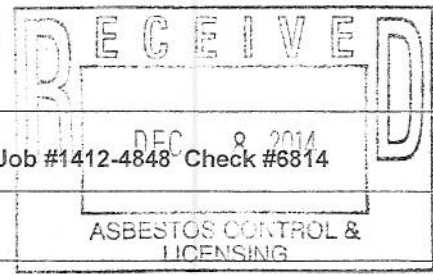 RECEIVED
DEC 8 2014
Job #1412-4848 Check #6814
ASBESTOS CONTROL &
LICENSING